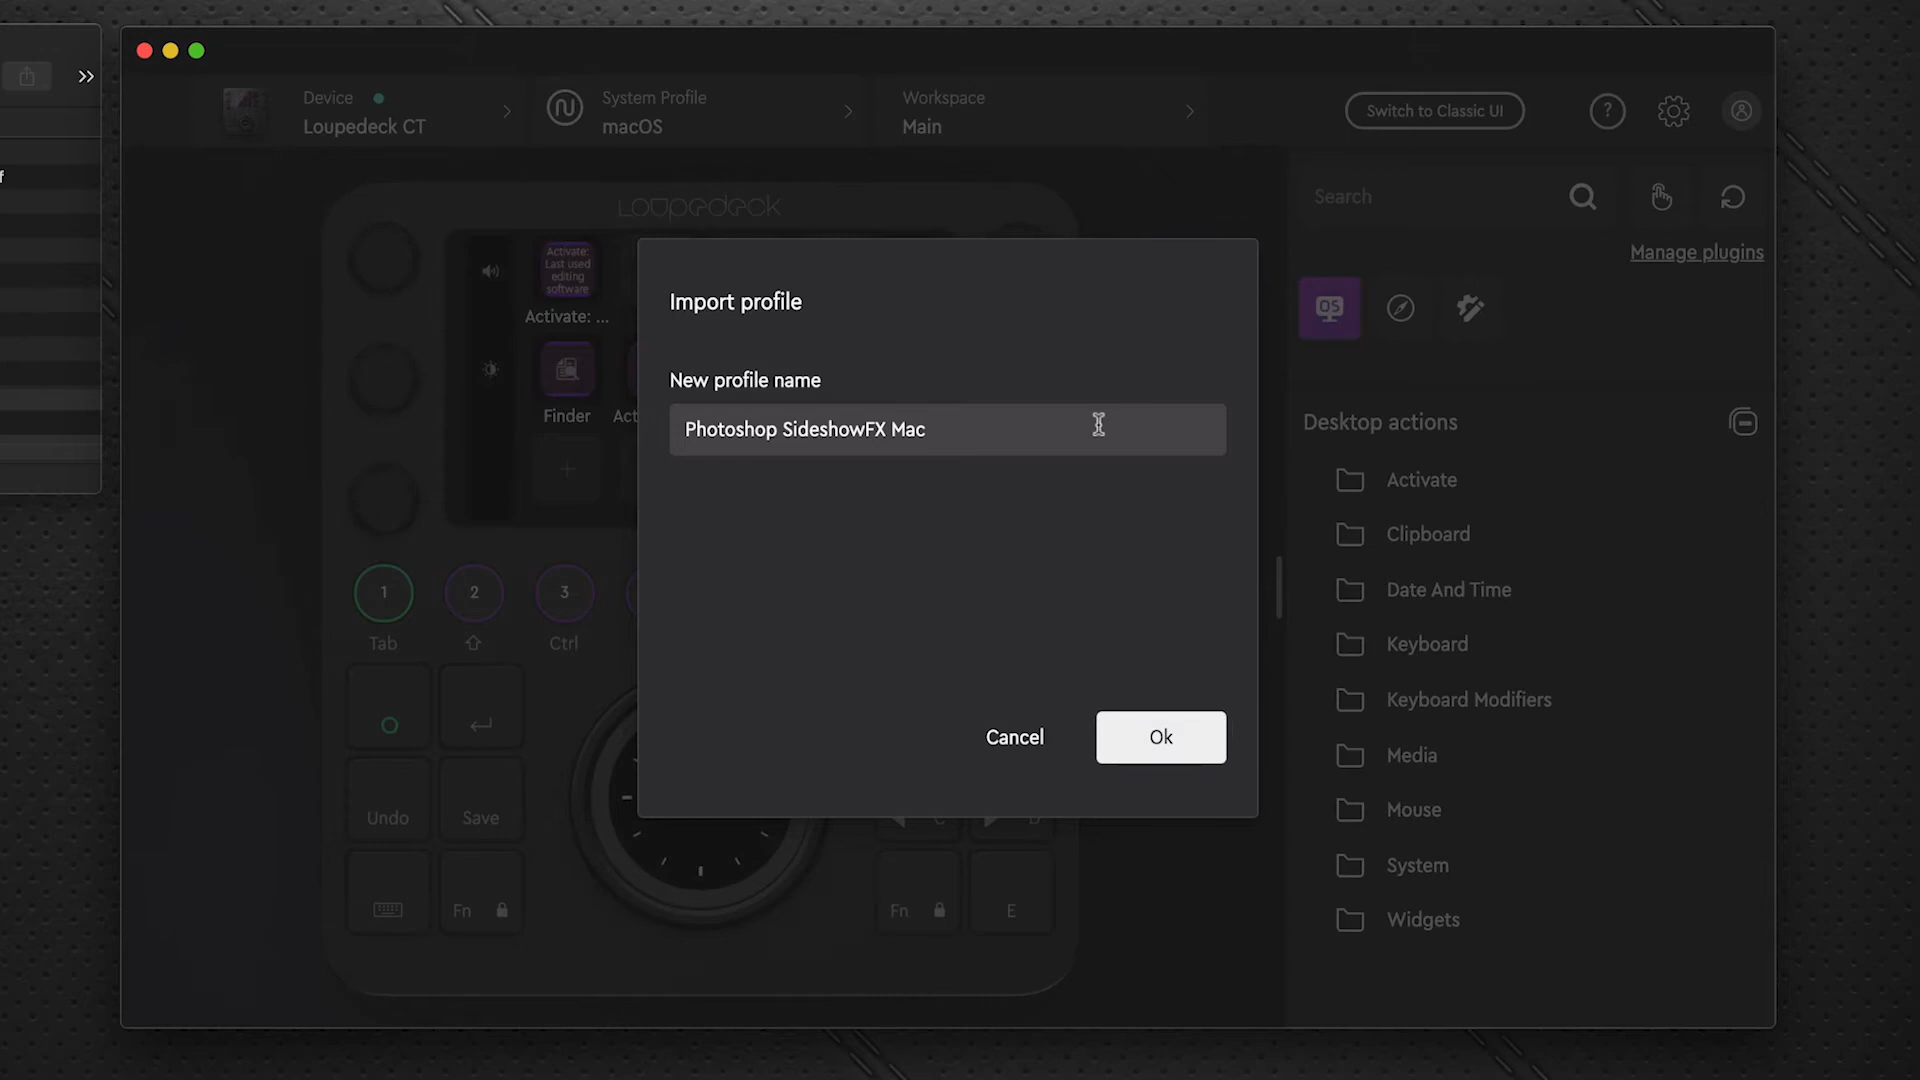 f
Device
Loupedeck CT
System Profile
macOS
Workspace
Main
Switch to Classic UI
?
Loupedeck
Search
Manage plugins
Activate:
Last used
editing
software
Activate: ...
Finder
Act
Import profile
New profile name
Photoshop SideshowFX Mac
Cancel
Ok
OS
Desktop actions
Activate
Clipboard
Date And Time
Keyboard
Keyboard Modifiers
Media
Mouse
System
Widgets
1
2
3
Tab
Ctrl
Undo
Save
C
D
Fn
Fn
E